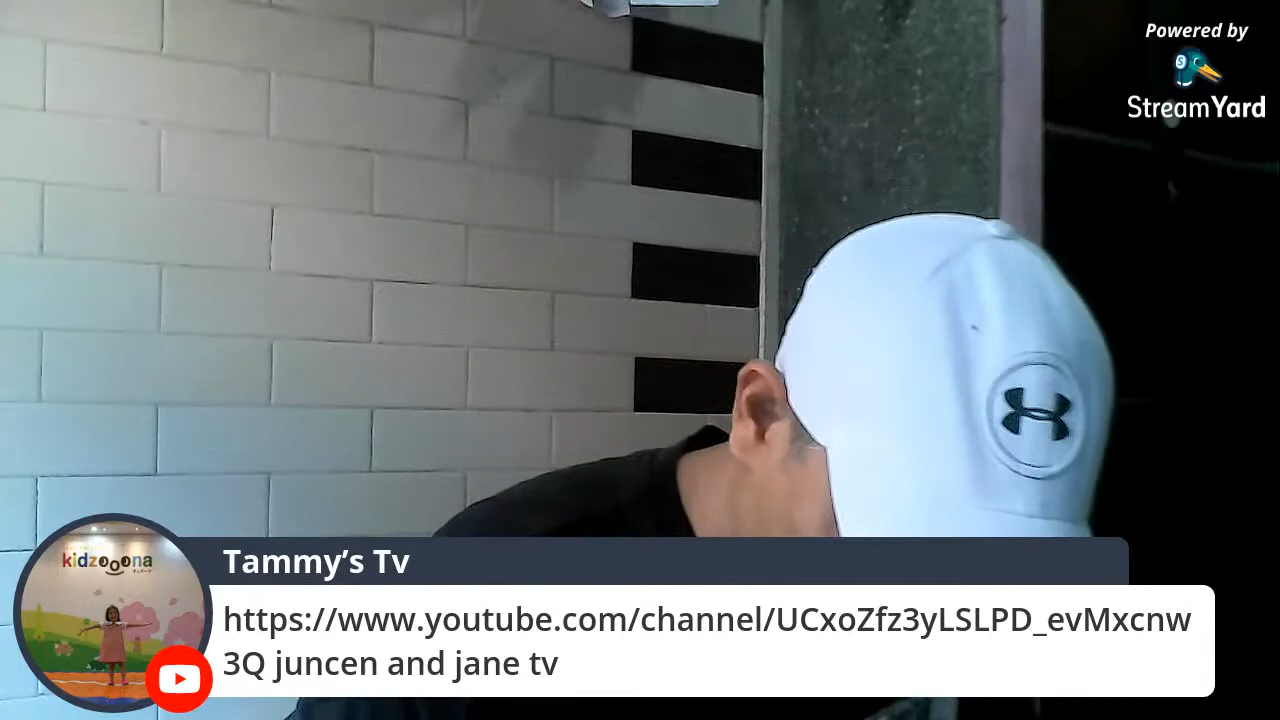 Powered by
StreamYard
kidzooona
Tammy’s Tv
https://www.youtube.com/channel/UCxoZfz3yLSLPD_evMxcnw
3Q juncen and jane tv